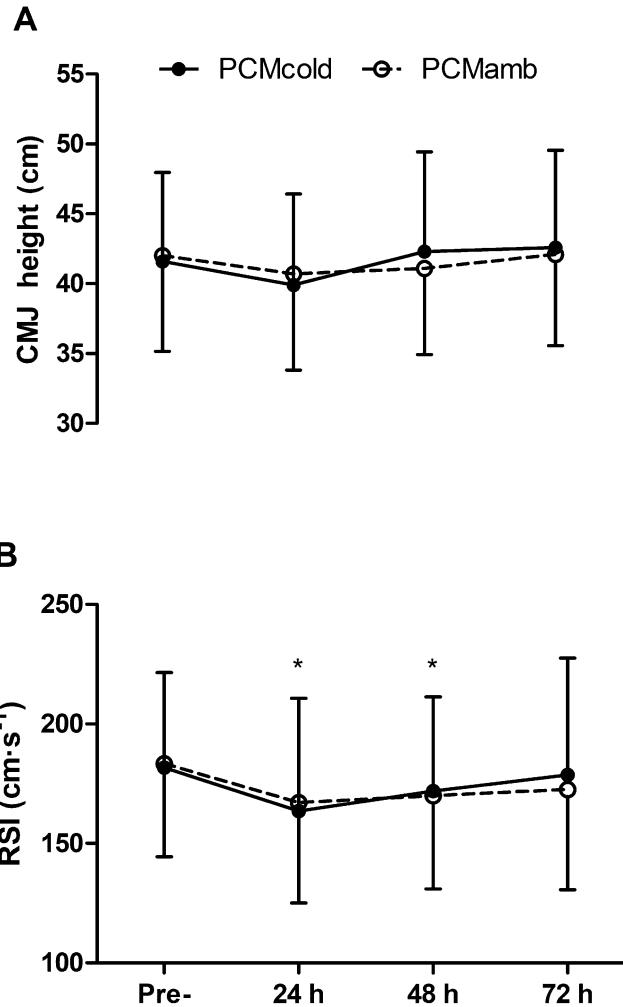 A
PCMcold PCMamb
55
50
45
40
35
30
CMJ height (cm)
B
250
200
150
100
RSI (cm·s⁻¹)
* *
Pre- 24 h 48 h 72 h